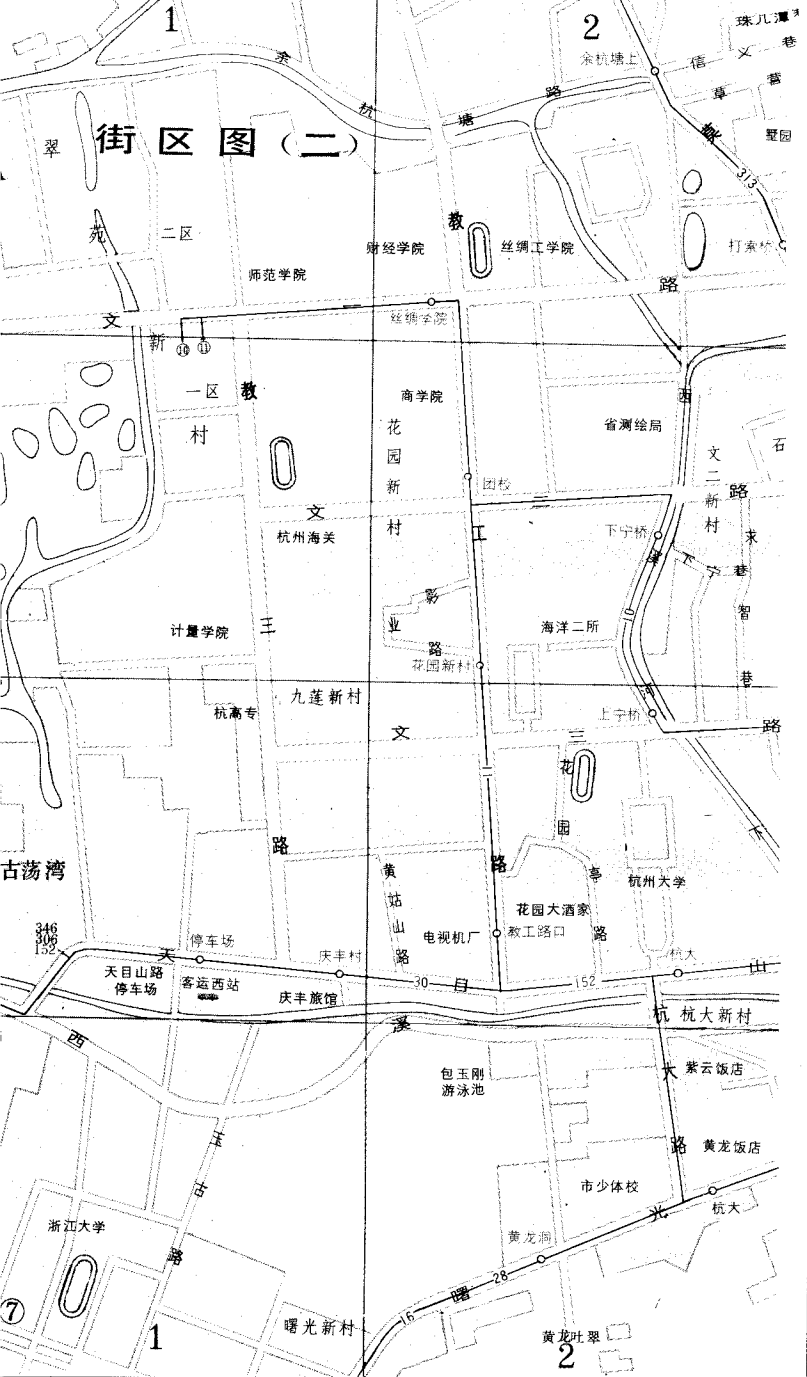 1
2
珠儿潭
余杭塘上
信义巷
余杭塘路
草营
街区图（二）
莫
墅园
313
翠苑新村
二区
教
财经学院
丝绸工学院
打索桥
师范学院
文一路
丝绸学院
⑩ ⑪
一区
教
商学院
西
省测绘局
花园新村
文二新村
石
团校
文二路
杭州海关
工
下宁桥
下宁巷
求智巷
影业路
10
计量学院
三
海洋二所
花园新村
九莲新村
杭高专
上宁桥
西溪河下
文三路
二
花园亭路
路
路
古荡湾
黄姑山路
杭州大学
花园大酒家
电视机厂
教工路口
346
306
152
停车场
庆丰村
杭大
天目山
天目山路
停车场
客运西站
30
152
庆丰旅馆
杭大新村
西溪
杭大路
包玉刚
游泳池
紫云饭店
玉古路
黄龙饭店
市少体校
杭大
浙江大学
黄龙洞
曙光
28
16
⑦
曙光新村
1
黄龙吐翠
2